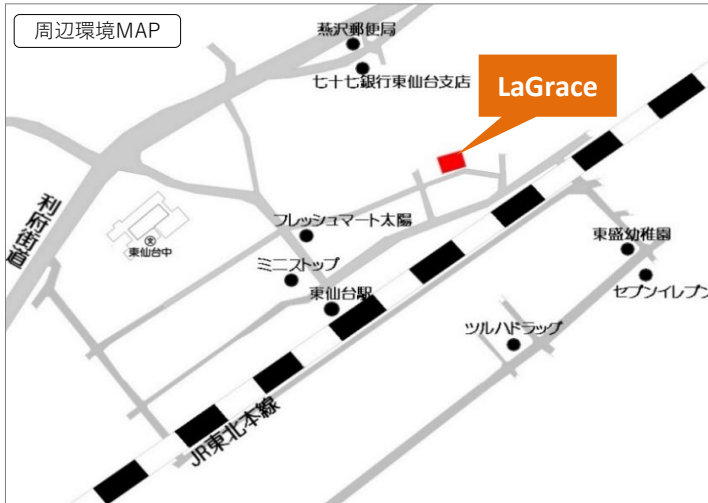 周辺環境MAP
燕沢郵便局
七十七銀行東仙台支店
LaGrace
利府街道
東仙台中
フレッシュマート太陽
ミニストップ
東仙台駅
東盛幼稚園
セブンイレブン
ツルハドラッグ
JR東北本線